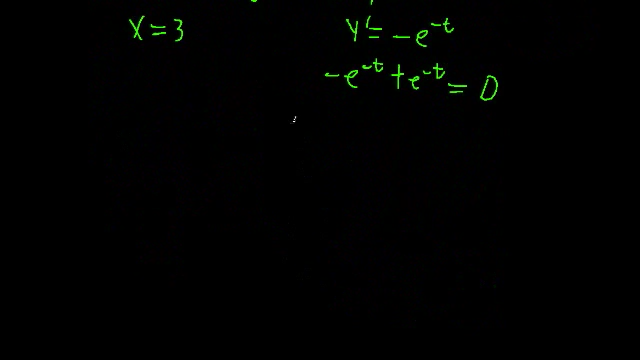 X = 3
Y' = -e^{-t}
-e^{-t} + e^{-t} = 0